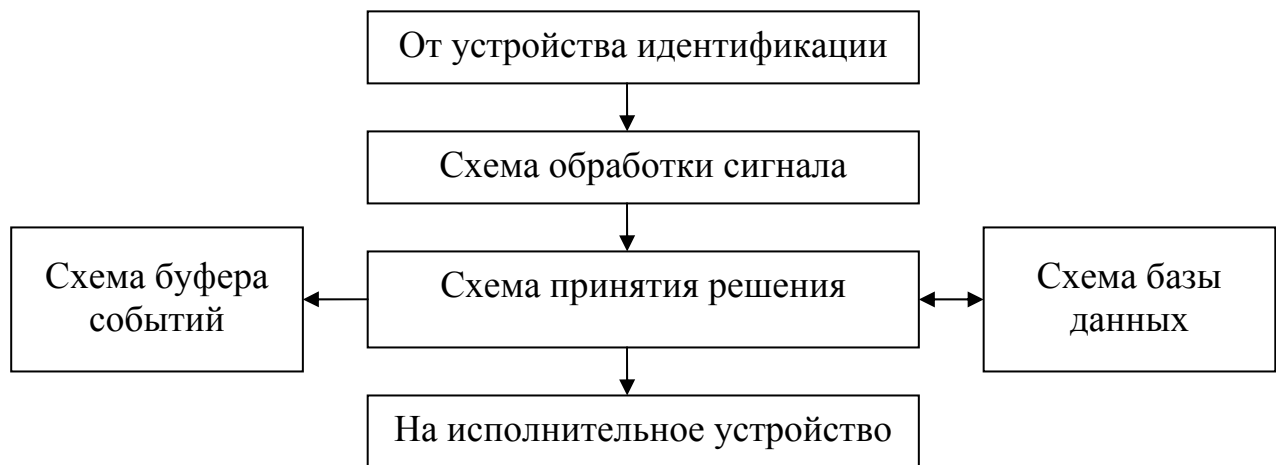 От устройства идентификации
Схема обработки сигнала
Схема буфера
событий
Схема принятия решения
Схема базы
данных
На исполнительное устройство